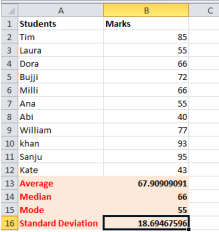 A B C
1 Students Marks
2 Tim 85
3 Laura 55
4 Dora 66
5 Bujji 72
6 Milli 66
7 Ana 55
8 Abi 40
9 William 77
10 khan 93
11 Sanju 95
12 Kate 43
13 Average 67.90909091
14 Median 66
15 Mode 55
16 Standard Deviation 18.69467596